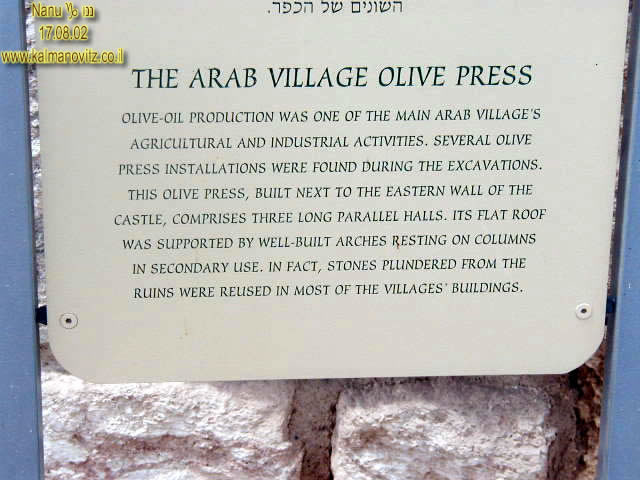 Nanu ♑ ♏
17.08.02
www.kalmanovitz.co.il
השונים של הכפר.
THE ARAB VILLAGE OLIVE PRESS
OLIVE-OIL PRODUCTION WAS ONE OF THE MAIN ARAB VILLAGE'S
AGRICULTURAL AND INDUSTRIAL ACTIVITIES. SEVERAL OLIVE
PRESS INSTALLATIONS WERE FOUND DURING THE EXCAVATIONS.
THIS OLIVE PRESS, BUILT NEXT TO THE EASTERN WALL OF THE
CASTLE, COMPRISES THREE LONG PARALLEL HALLS. ITS FLAT ROOF
WAS SUPPORTED BY WELL-BUILT ARCHES RESTING ON COLUMNS
IN SECONDARY USE. IN FACT, STONES PLUNDERED FROM THE
RUINS WERE REUSED IN MOST OF THE VILLAGES' BUILDINGS.